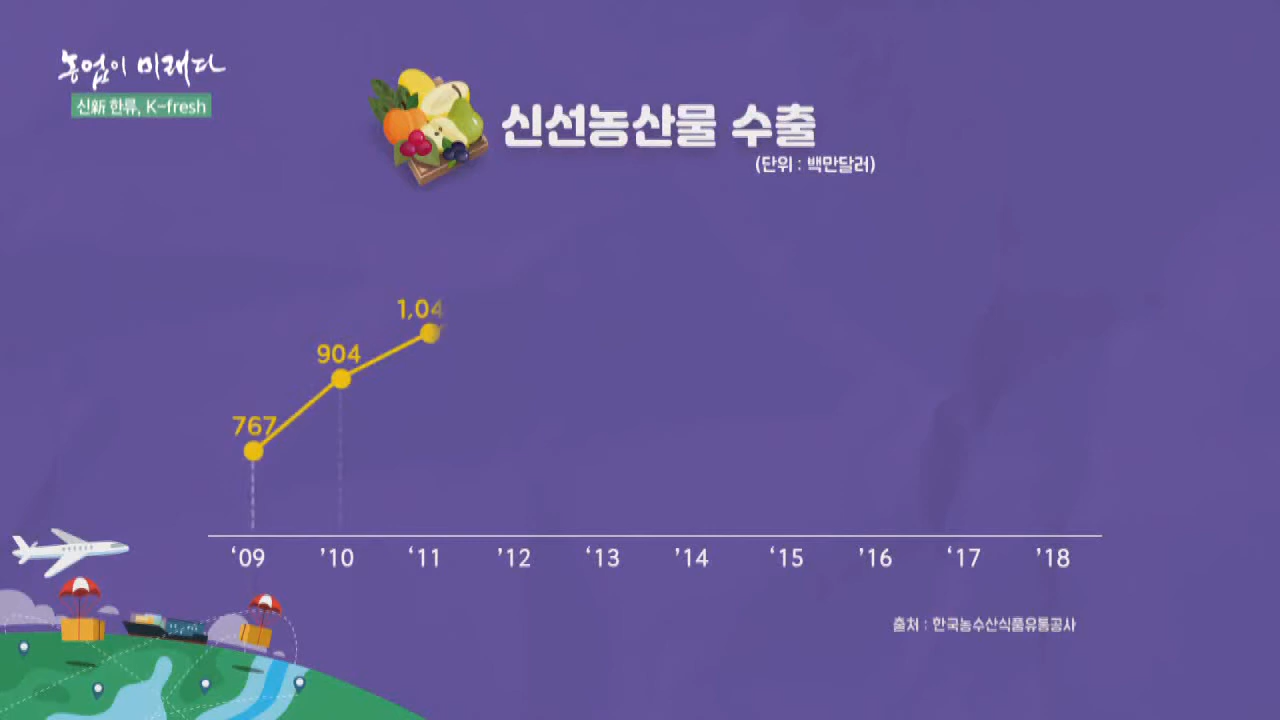 농업이 미래다
신新 한류, K-fresh
신선농산물 수출
(단위 : 백만달러)
1,04
904
767
‘09 ’10 ‘11 ’12 ‘13 ’14 ‘15 ’16 ‘17 ’18
출처 : 한국농수산식품유통공사